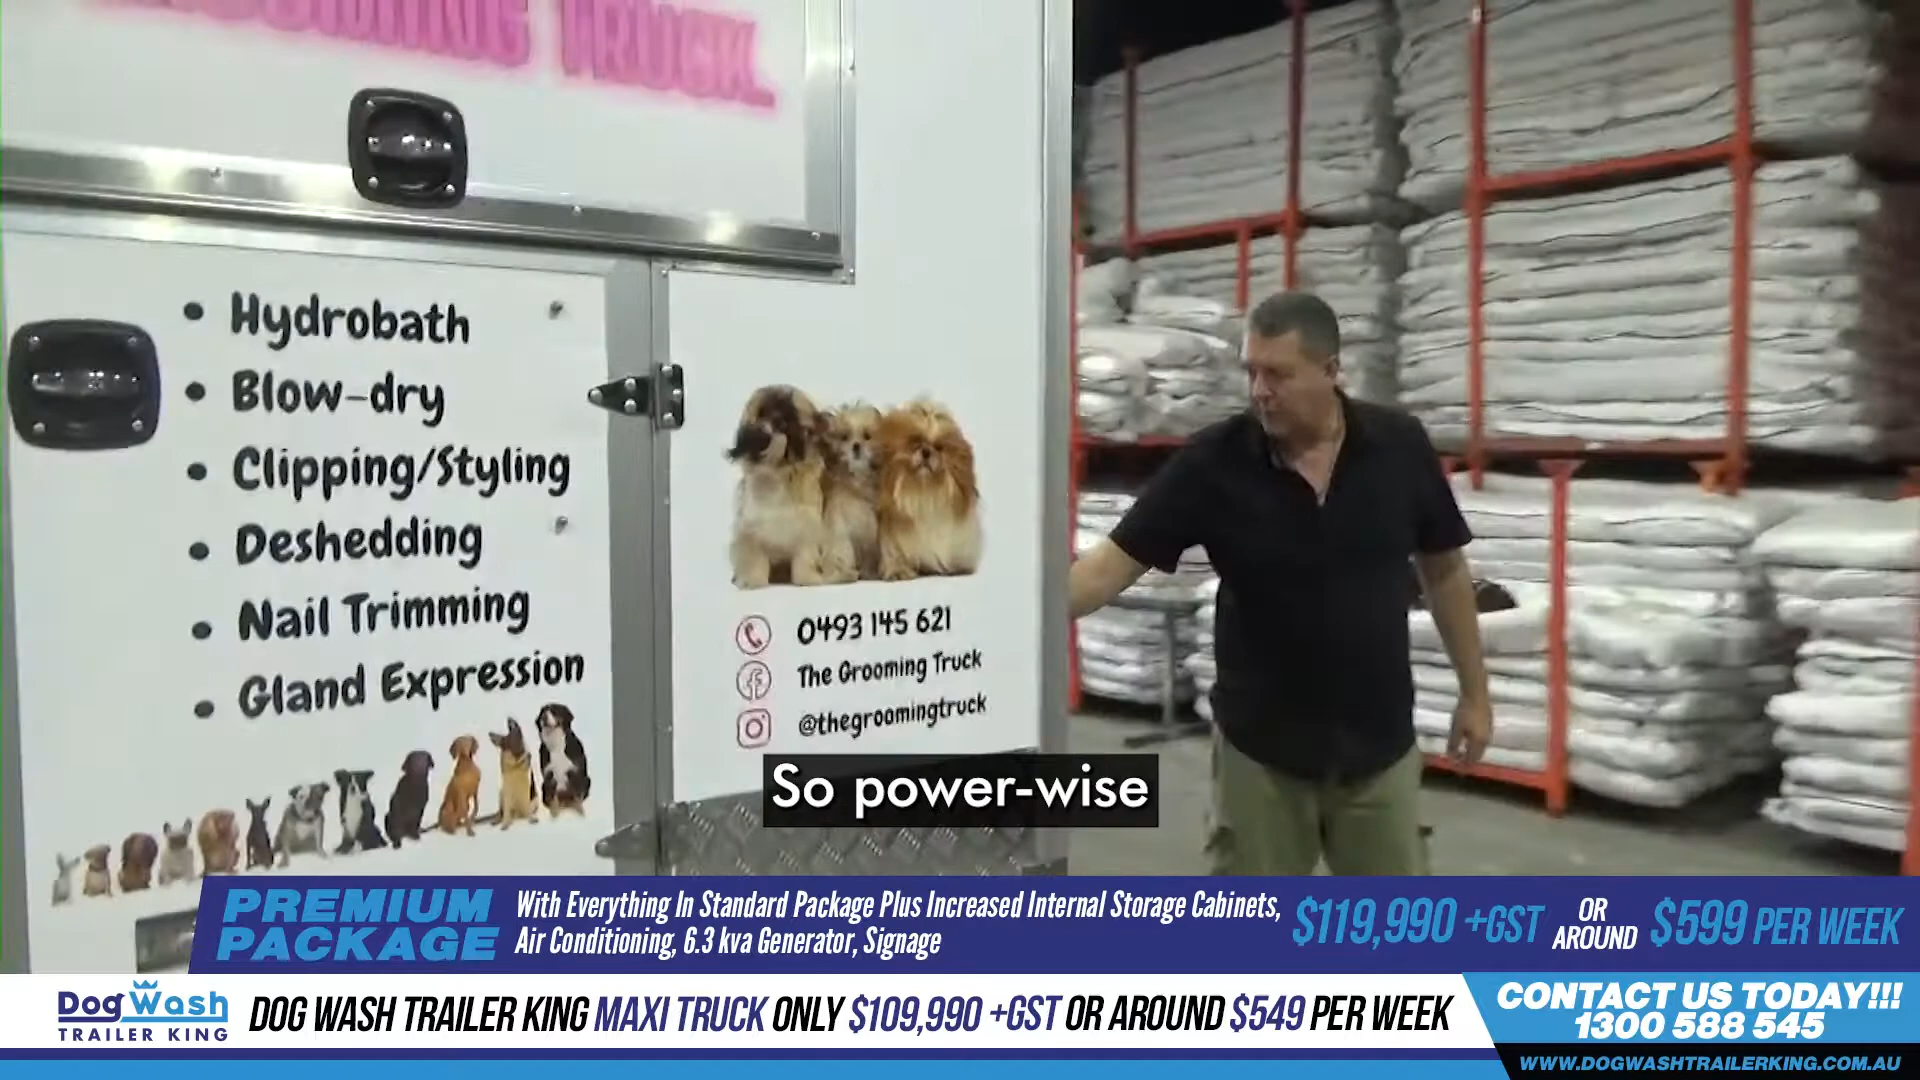 TRUCK.
• Hydrobath
• Blow-dry
• Clipping/Styling
• Deshedding
• Nail Trimming
• Gland Expression
0493 145 621
The Grooming Truck
@thegroomingtruck
So power-wise
PREMIUM
PACKAGE
With Everything In Standard Package Plus Increased Internal Storage Cabinets,
Air Conditioning, 6.3 kva Generator, Signage
$119,990 +GST
OR
AROUND
$599 PER WEEK
Dog Wash
TRAILER KING
DOG WASH TRAILER KING MAXI TRUCK ONLY $109,990 +GST OR AROUND $549 PER WEEK
CONTACT US TODAY!!!
1300 588 545
WWW.DOGWASHTRAILERKING.COM.AU